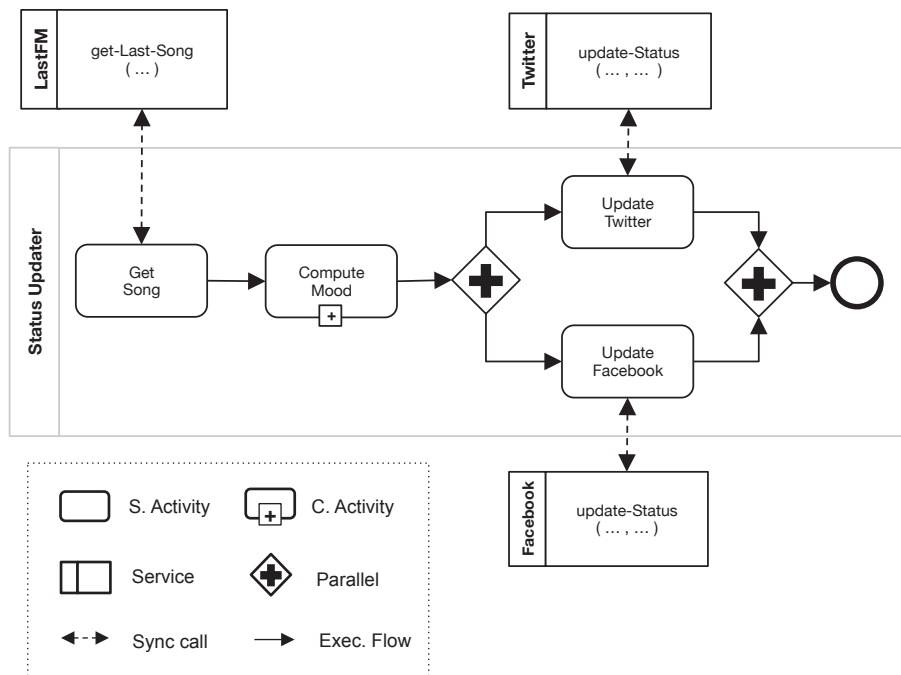 LastFM
get-Last-Song
( ... )
Twitter
update-Status
( ... , ... )
Status Updater
Get
Song
Compute
Mood
+
Update
Twitter
Update
Facebook
Facebook
update-Status
( ... , ... )
S. Activity
+
C. Activity
Service
Parallel
Sync call
Exec. Flow